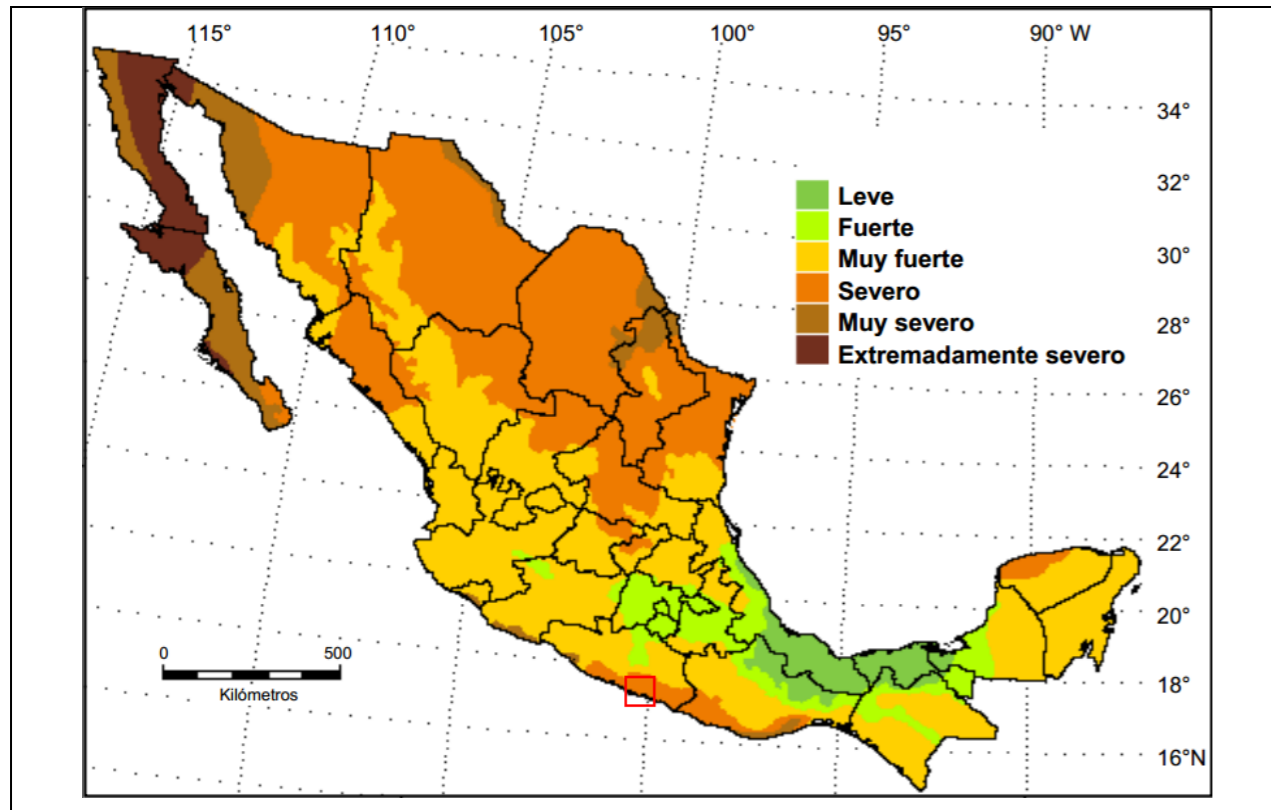 115° 110° 105° 100° 95° 90° W
34°
32°
Leve
Fuerte
30°
Muy fuerte
Severo
28°
Muy severo
Extremadamente severo
26°
24°
22°
20°
0 500
Kilómetros
18°
16°N